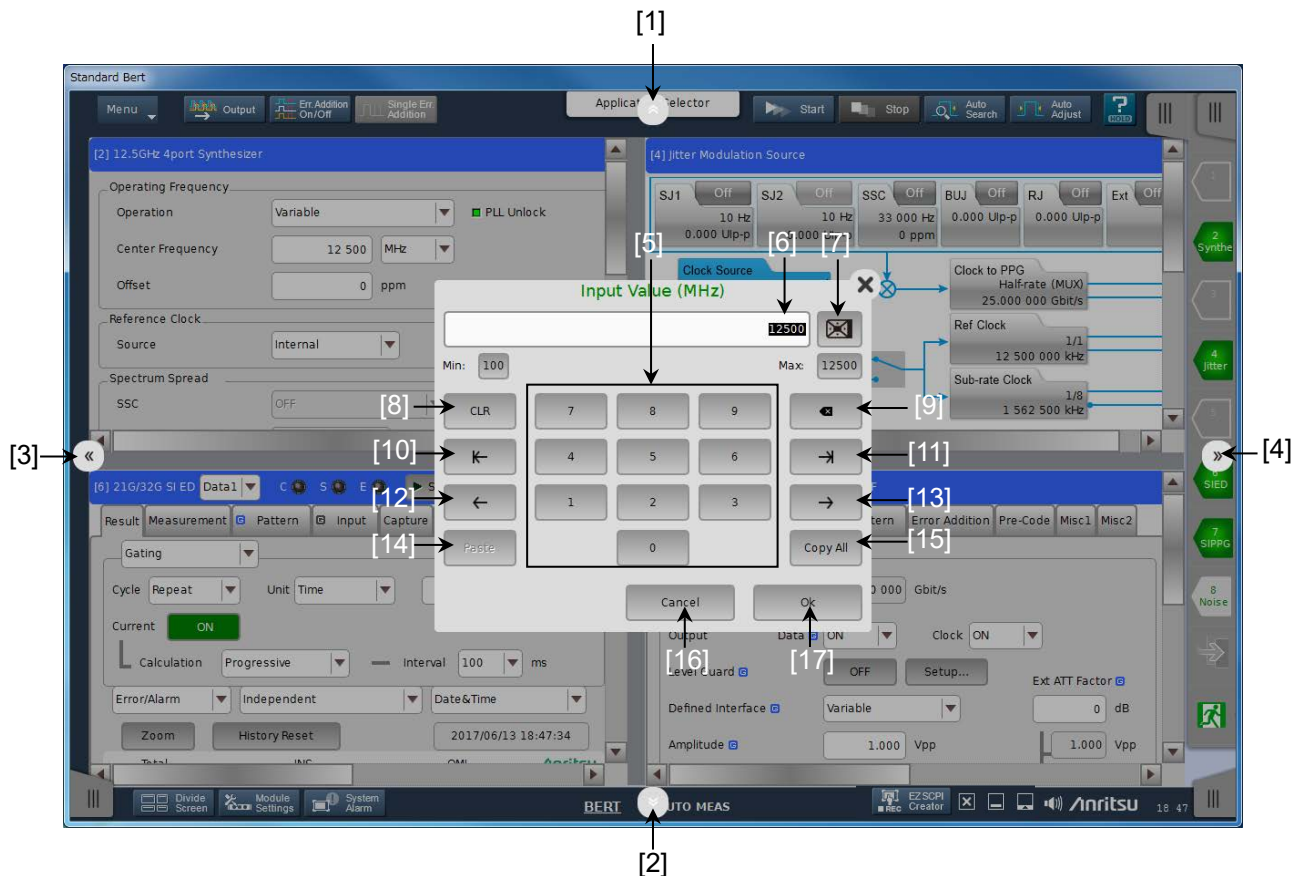 [1]
Standard Bert
Menu
Output
Err.Addition
On/Off
Single Err.
Addition
Selector
Start
Stop
Auto
Search
Auto
Adjust
?
HOLD
[2] 12.5GHz 4port Synthesizer
Operating Frequency
Operation
Variable
PLL Unlock
Center Frequency
12 500
MHz
Offset
0
ppm
Reference Clock
Source
Internal
Spectrum Spread
SSC
OFF
[4] Jitter Modulation Source
SJ1
Off
10 Hz
0.000 UIp-p
SJ2
Off
10 Hz
SSC
Off
33 000 Hz
0 ppm
BUJ
Off
0.000 UIp-p
RJ
Off
0.000 UIp-p
Ext
Off
Clock Source
Clock to PPG
Half-rate (MUX)
25.000 000 Gbit/s
Ref Clock
1/1
12 500 000 kHz
Sub-rate Clock
1/8
1 562 500 kHz
1
2
Synthe
3
4
Jitter
5
SIED
7
SIPPG
8
Noise
[5]
[6]
[7]
Input Value (MHz)
12500
Min:
100
Max:
12500
[8]
CLR
7
8
9
[9]
[10]
4
5
6
[11]
[12]
1
2
3
[13]
[14]
Paste
0
Copy All
[15]
Cancel
Ok
[16]
[17]
[3]
[4]
[6] 21G/32G SI ED
Data1
C
S
E
Result
Measurement
Pattern
Input
Capture
Gating
Cycle
Repeat
Unit
Time
Current
ON
Calculation
Progressive
Interval
100
ms
Error/Alarm
Independent
Date&Time
Zoom
History Reset
2017/06/13 18:47:34
Error Addition
Pre-Code
Misc1
Misc2
Gbit/s
Output
Data
ON
Clock
ON
Level Guard
OFF
Setup...
Ext ATT Factor
Defined Interface
Variable
0
dB
Amplitude
1.000
Vpp
1.000
Vpp
Divide
Screen
Module
Settings
System
Alarm
BERT
UTO MEAS
REC
EZSCPI
Creator
Anritsu
18 47
[2]